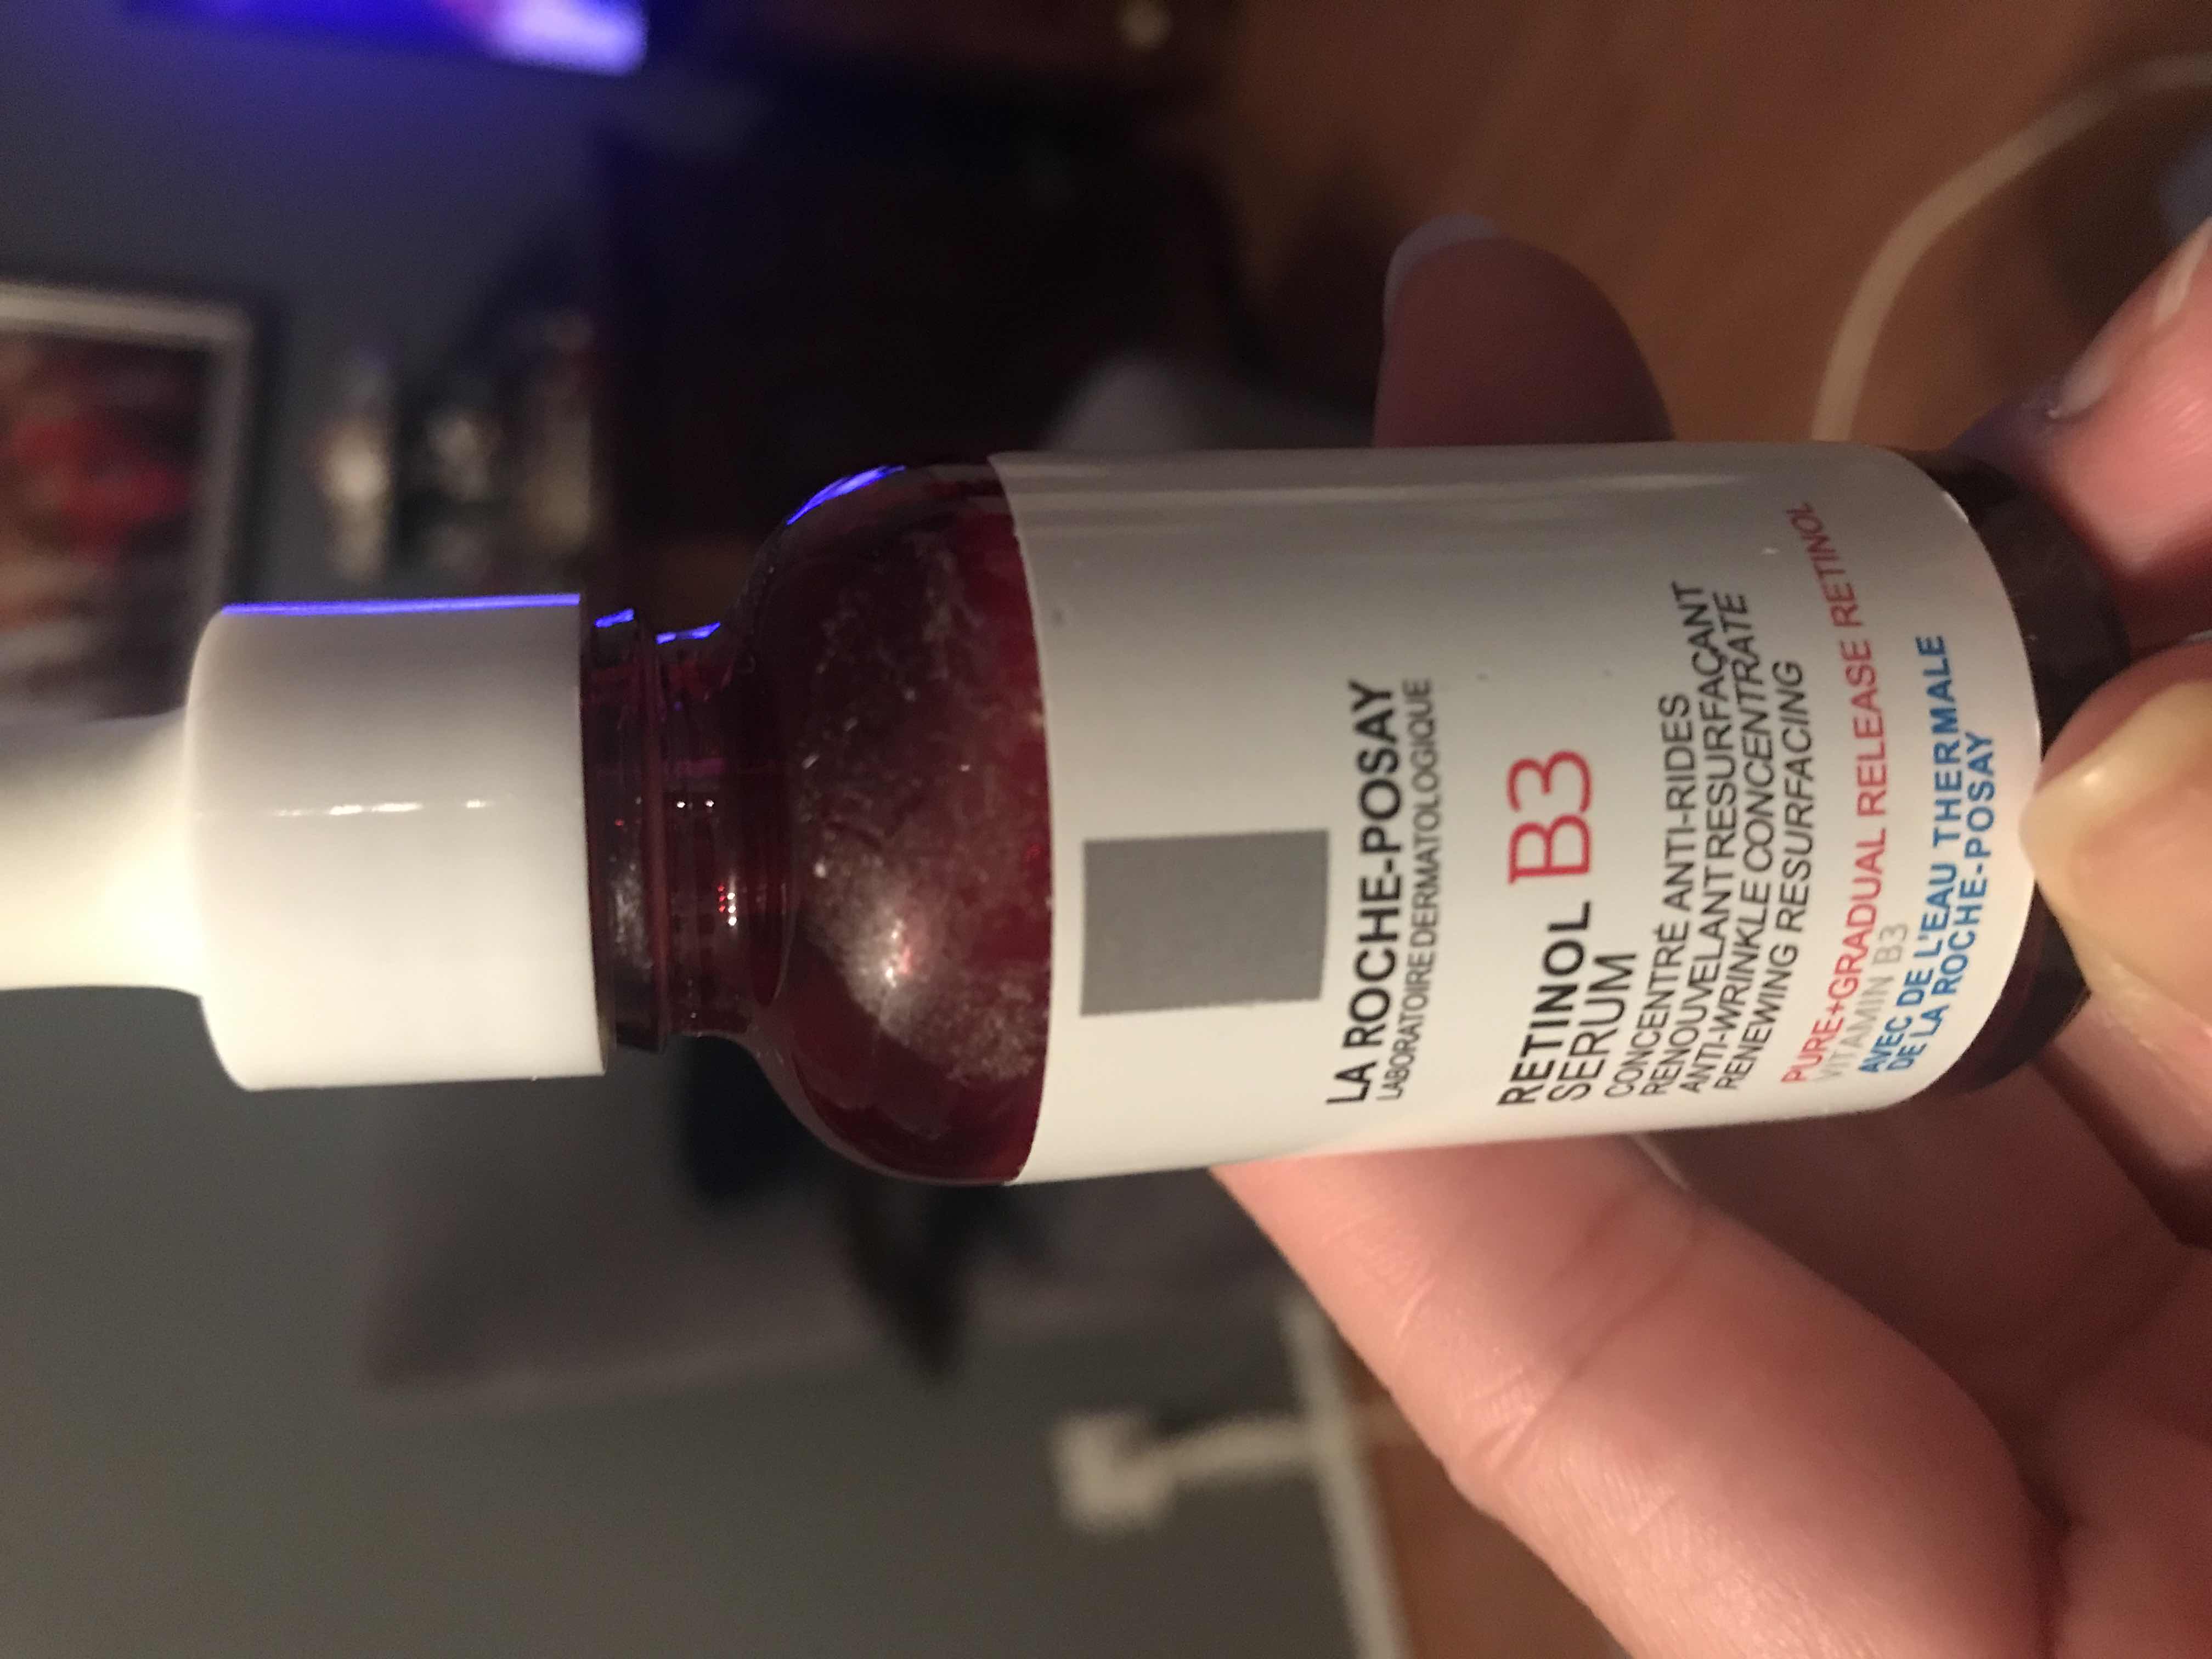 LA ROCHE-POSAY
LABORATOIRE DERMATOLOGIQUE
RETINOL B3
SERUM
CONCENTRÉ ANTI-RIDES
RENOUVELANT RESURFAÇANT
ANTI-WRINKLE CONCENTRATE
RENEWING RESURFACING
PURE+GRADUAL RELEASE RETINOL
VITAMIN B3
AVEC DE L'EAU THERMALE
DE LA ROCHE-POSAY